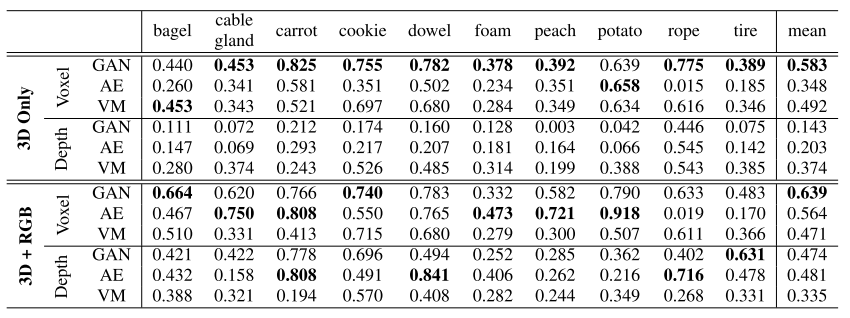 bagel cable gland carrot cookie dowel foam peach potato rope tire mean
3D Only
Voxel
GAN 0.440 0.453 0.825 0.755 0.782 0.378 0.392 0.639 0.775 0.389 0.583
AE 0.260 0.341 0.581 0.351 0.502 0.234 0.351 0.658 0.015 0.185 0.348
VM 0.453 0.343 0.521 0.697 0.680 0.284 0.349 0.634 0.616 0.346 0.492
Depth
GAN 0.111 0.072 0.212 0.174 0.160 0.128 0.003 0.042 0.446 0.075 0.143
AE 0.147 0.069 0.293 0.217 0.207 0.181 0.164 0.066 0.545 0.142 0.203
VM 0.280 0.374 0.243 0.526 0.485 0.314 0.199 0.388 0.543 0.385 0.374
3D + RGB
Voxel
GAN 0.664 0.620 0.766 0.740 0.783 0.332 0.582 0.790 0.633 0.483 0.639
AE 0.467 0.750 0.808 0.550 0.765 0.473 0.721 0.918 0.019 0.170 0.564
VM 0.510 0.331 0.413 0.715 0.680 0.279 0.300 0.507 0.611 0.366 0.471
Depth
GAN 0.421 0.422 0.778 0.696 0.494 0.252 0.285 0.362 0.402 0.631 0.474
AE 0.432 0.158 0.808 0.491 0.841 0.406 0.262 0.216 0.716 0.478 0.481
VM 0.388 0.321 0.194 0.570 0.408 0.282 0.244 0.349 0.268 0.331 0.335